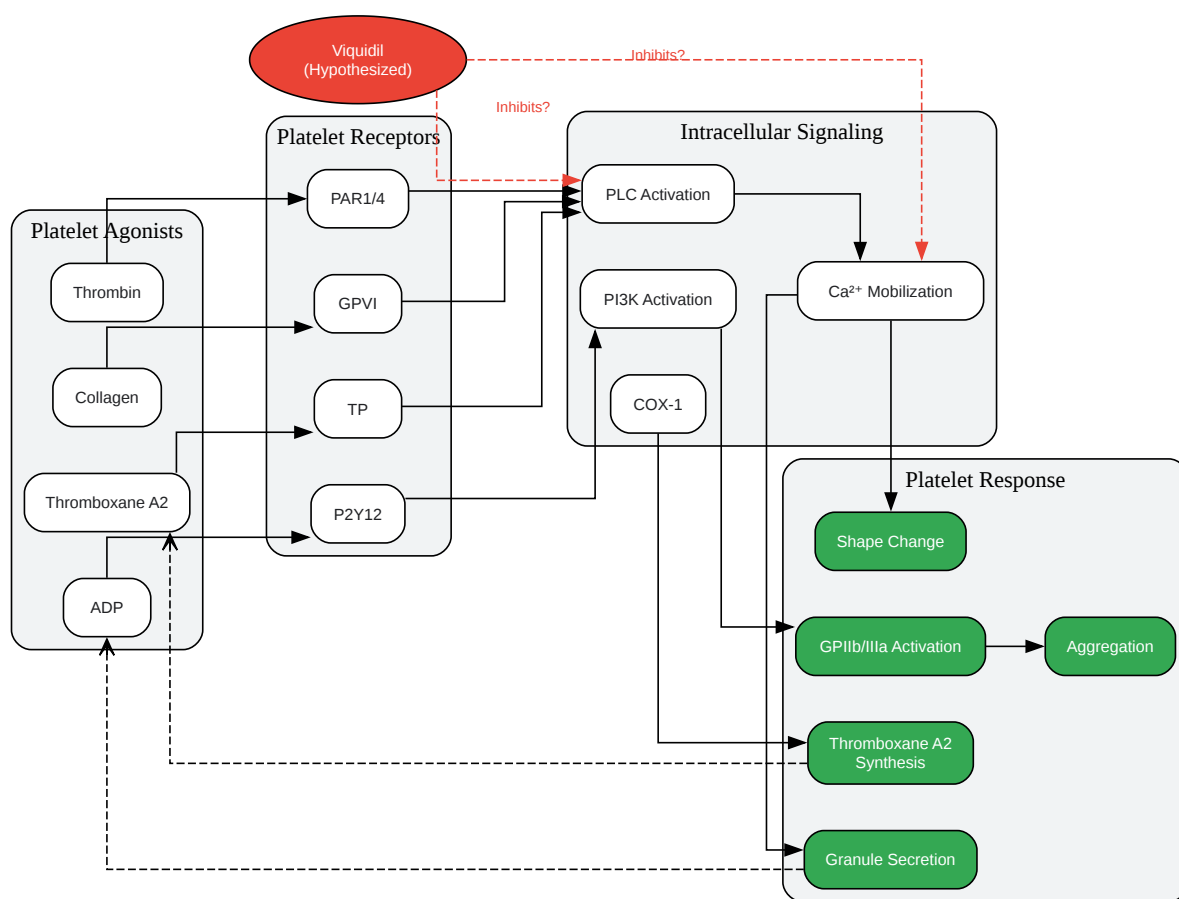 Viquidil
(Hypothesized)
Inhibits?
Inhibits?
Platelet Receptors
Intracellular Signaling
PAR1/4
PLC Activation
Platelet Agonists
Thrombin
GPVI
PI3K Activation
Ca²⁺ Mobilization
Collagen
TP
COX-1
Thromboxane A2
P2Y12
Platelet Response
Shape Change
ADP
GPIIb/IIIa Activation
Aggregation
Thromboxane A2
Synthesis
Granule Secretion